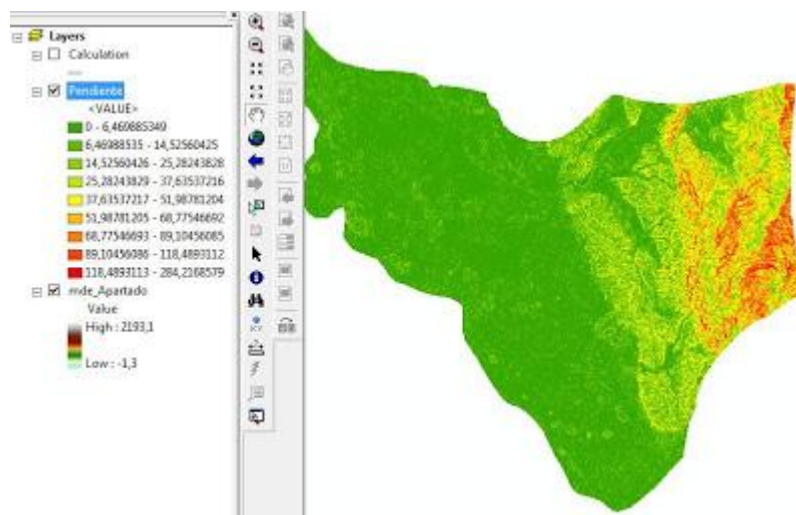 Layers
Calculation
Pendiente
<VALUE>
0 - 6,469885349
6,46988535 - 14,52560425
14,52560426 - 25,28243828
25,28243829 - 37,63537216
37,63537217 - 51,98781204
51,98781205 - 68,77546692
68,77546693 - 89,10456085
89,10456086 - 118,4893112
118,4893113 - 284,2168579
mde_Apartado
Value
High : 2193,1
Low : -1,3